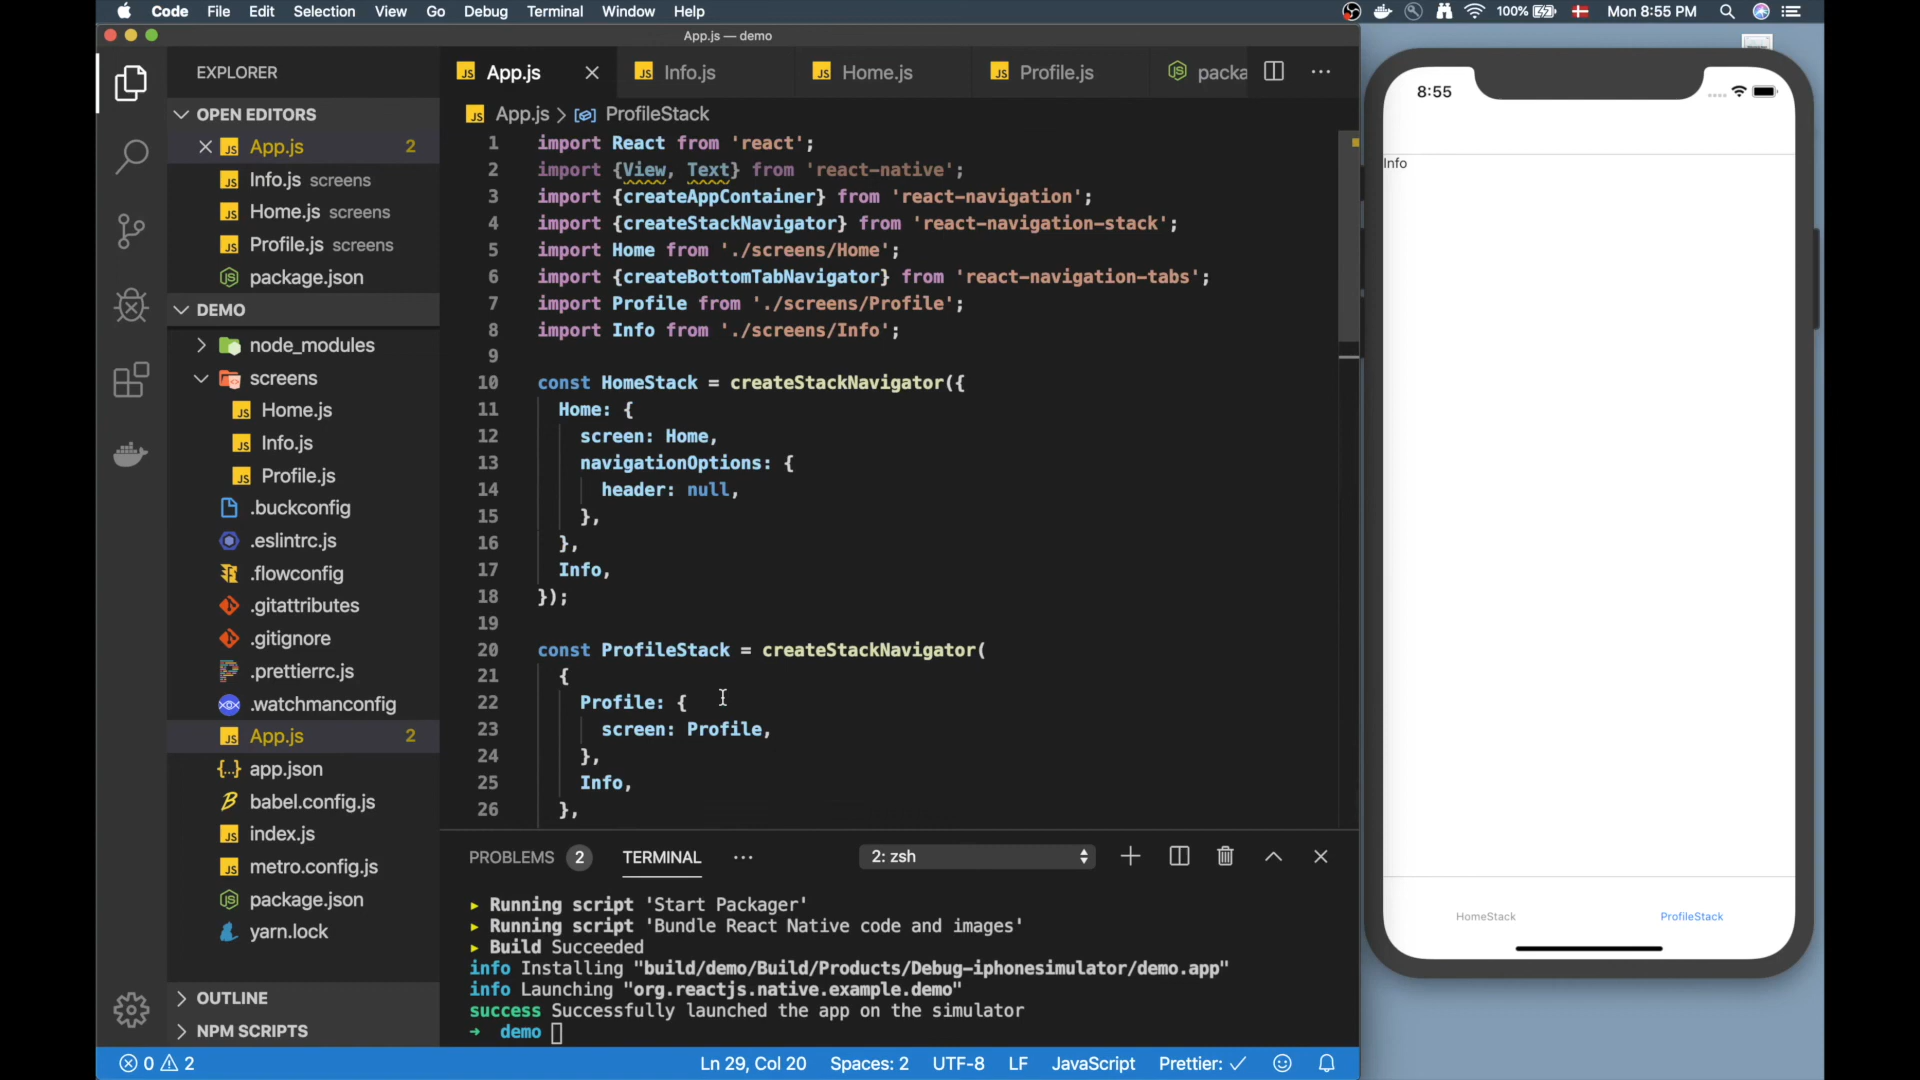 Code File Edit Selection View Go Debug Terminal Window Help
100% Mon 8:55 PM
App.js — demo
EXPLORER
OPEN EDITORS
App.js 2
Info.js screens
Home.js screens
Profile.js screens
package.json
DEMO
node_modules
screens
Home.js
Info.js
Profile.js
.buckconfig
.eslintrc.js
.flowconfig
.gitattributes
.gitignore
.prettierrc.js
.watchmanconfig
App.js 2
app.json
babel.config.js
index.js
metro.config.js
package.json
yarn.lock
OUTLINE
NPM SCRIPTS
App.js Info.js Home.js Profile.js packa
App.js > ProfileStack
1 import React from 'react';
2 import {View, Text} from 'react-native';
3 import {createAppContainer} from 'react-navigation';
4 import {createStackNavigator} from 'react-navigation-stack';
5 import Home from './screens/Home';
6 import {createBottomTabNavigator} from 'react-navigation-tabs';
7 import Profile from './screens/Profile';
8 import Info from './screens/Info';
9
10 const HomeStack = createStackNavigator({
11 Home: {
12 screen: Home,
13 navigationOptions: {
14 header: null,
15 },
16 },
17 Info,
18 });
19
20 const ProfileStack = createStackNavigator(
21 {
22 Profile: {
23 screen: Profile,
24 },
25 Info,
26 },
PROBLEMS 2 TERMINAL ··· 2: zsh
▸ Running script 'Start Packager'
▸ Running script 'Bundle React Native code and images'
▸ Build Succeeded
info Installing "build/demo/Build/Products/Debug-iphonesimulator/demo.app"
info Launching "org.reactjs.native.example.demo"
success Successfully launched the app on the simulator
➜ demo
0 2 Ln 29, Col 20 Spaces: 2 UTF-8 LF JavaScript Prettier: ✓
8:55
Info
HomeStack ProfileStack